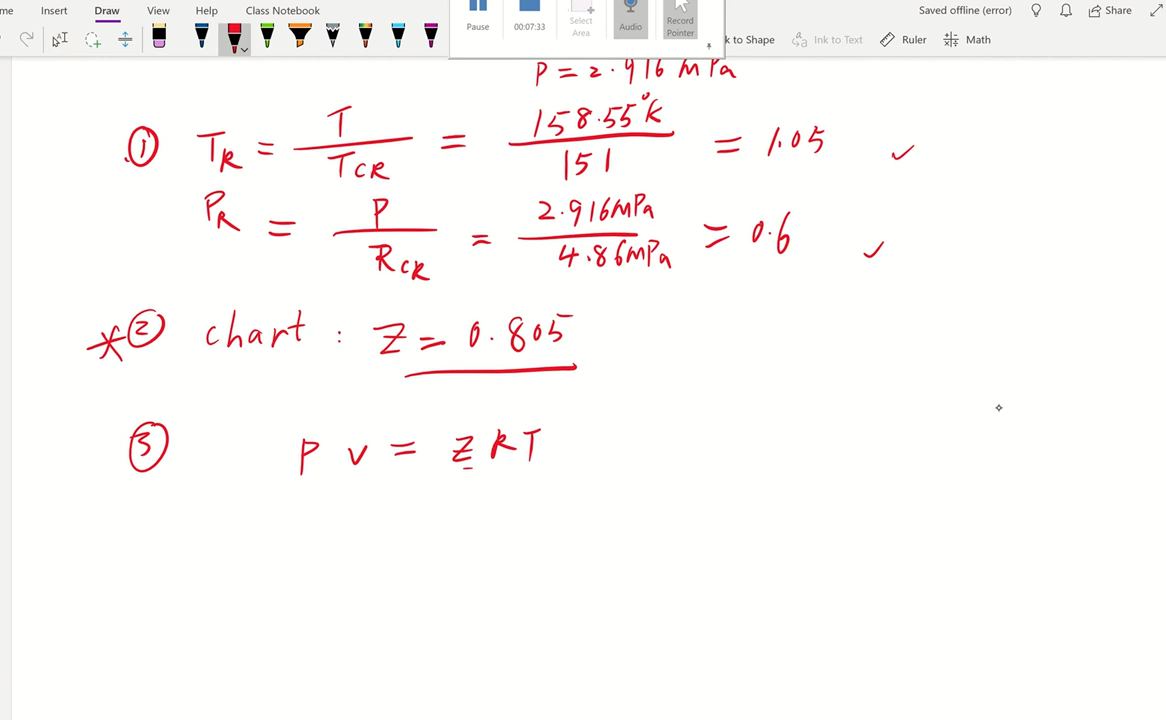 me Insert Draw View Help Class Notebook Saved offline (error) Share
Pause 00:07:33 Select Area Audio Record Pointer k to Shape Ink to Text Ruler Math
P = 2.916 MPa
① TR = T / TCR = 158.55°K / 151 = 1.05 ✓
PR = P / RCR = 2.916MPa / 4.86MPa = 0.6 ✓
* ② chart : Z = 0.805
③ P v = Z R T